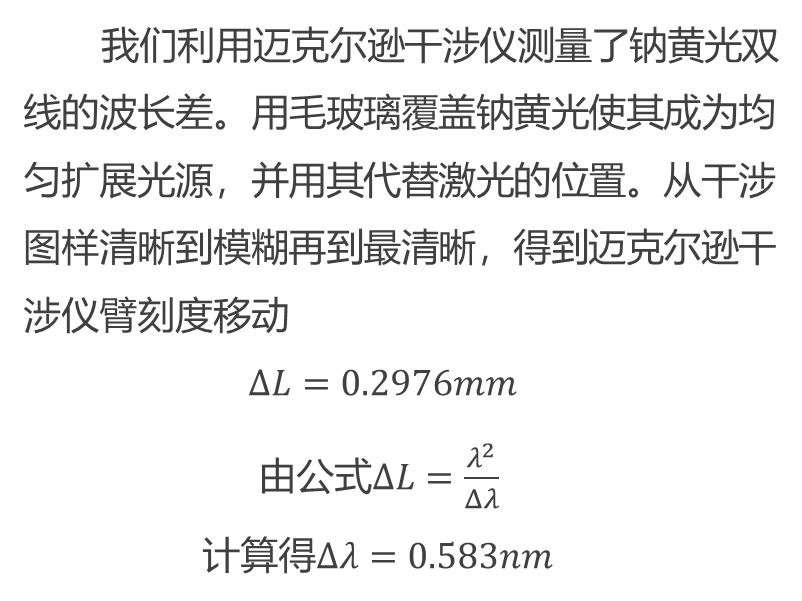 我们利用迈克尔逊干涉仪测量了钠黄光双
线的波长差。用毛玻璃覆盖钠黄光使其成为均
匀扩展光源，并用其代替激光的位置。从干涉
图样清晰到模糊再到最清晰，得到迈克尔逊干
涉仪臂刻度移动
ΔL = 0.2976mm
由公式ΔL = λ²/Δλ
计算得Δλ = 0.583nm